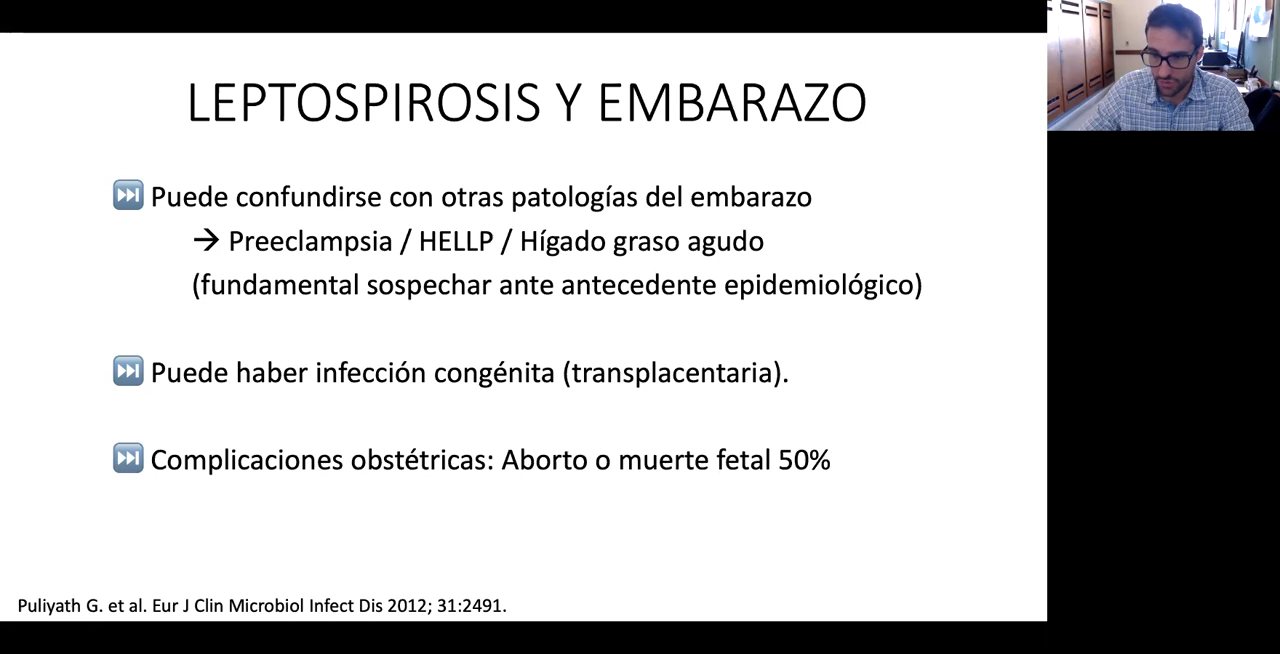 LEPTOSPIROSIS Y EMBARAZO
⏭ Puede confundirse con otras patologías del embarazo
→ Preeclampsia / HELLP / Hígado graso agudo
(fundamental sospechar ante antecedente epidemiológico)
⏭ Puede haber infección congénita (transplacentaria).
⏭ Complicaciones obstétricas: Aborto o muerte fetal 50%
Puliyath G. et al. Eur J Clin Microbiol Infect Dis 2012; 31:2491.